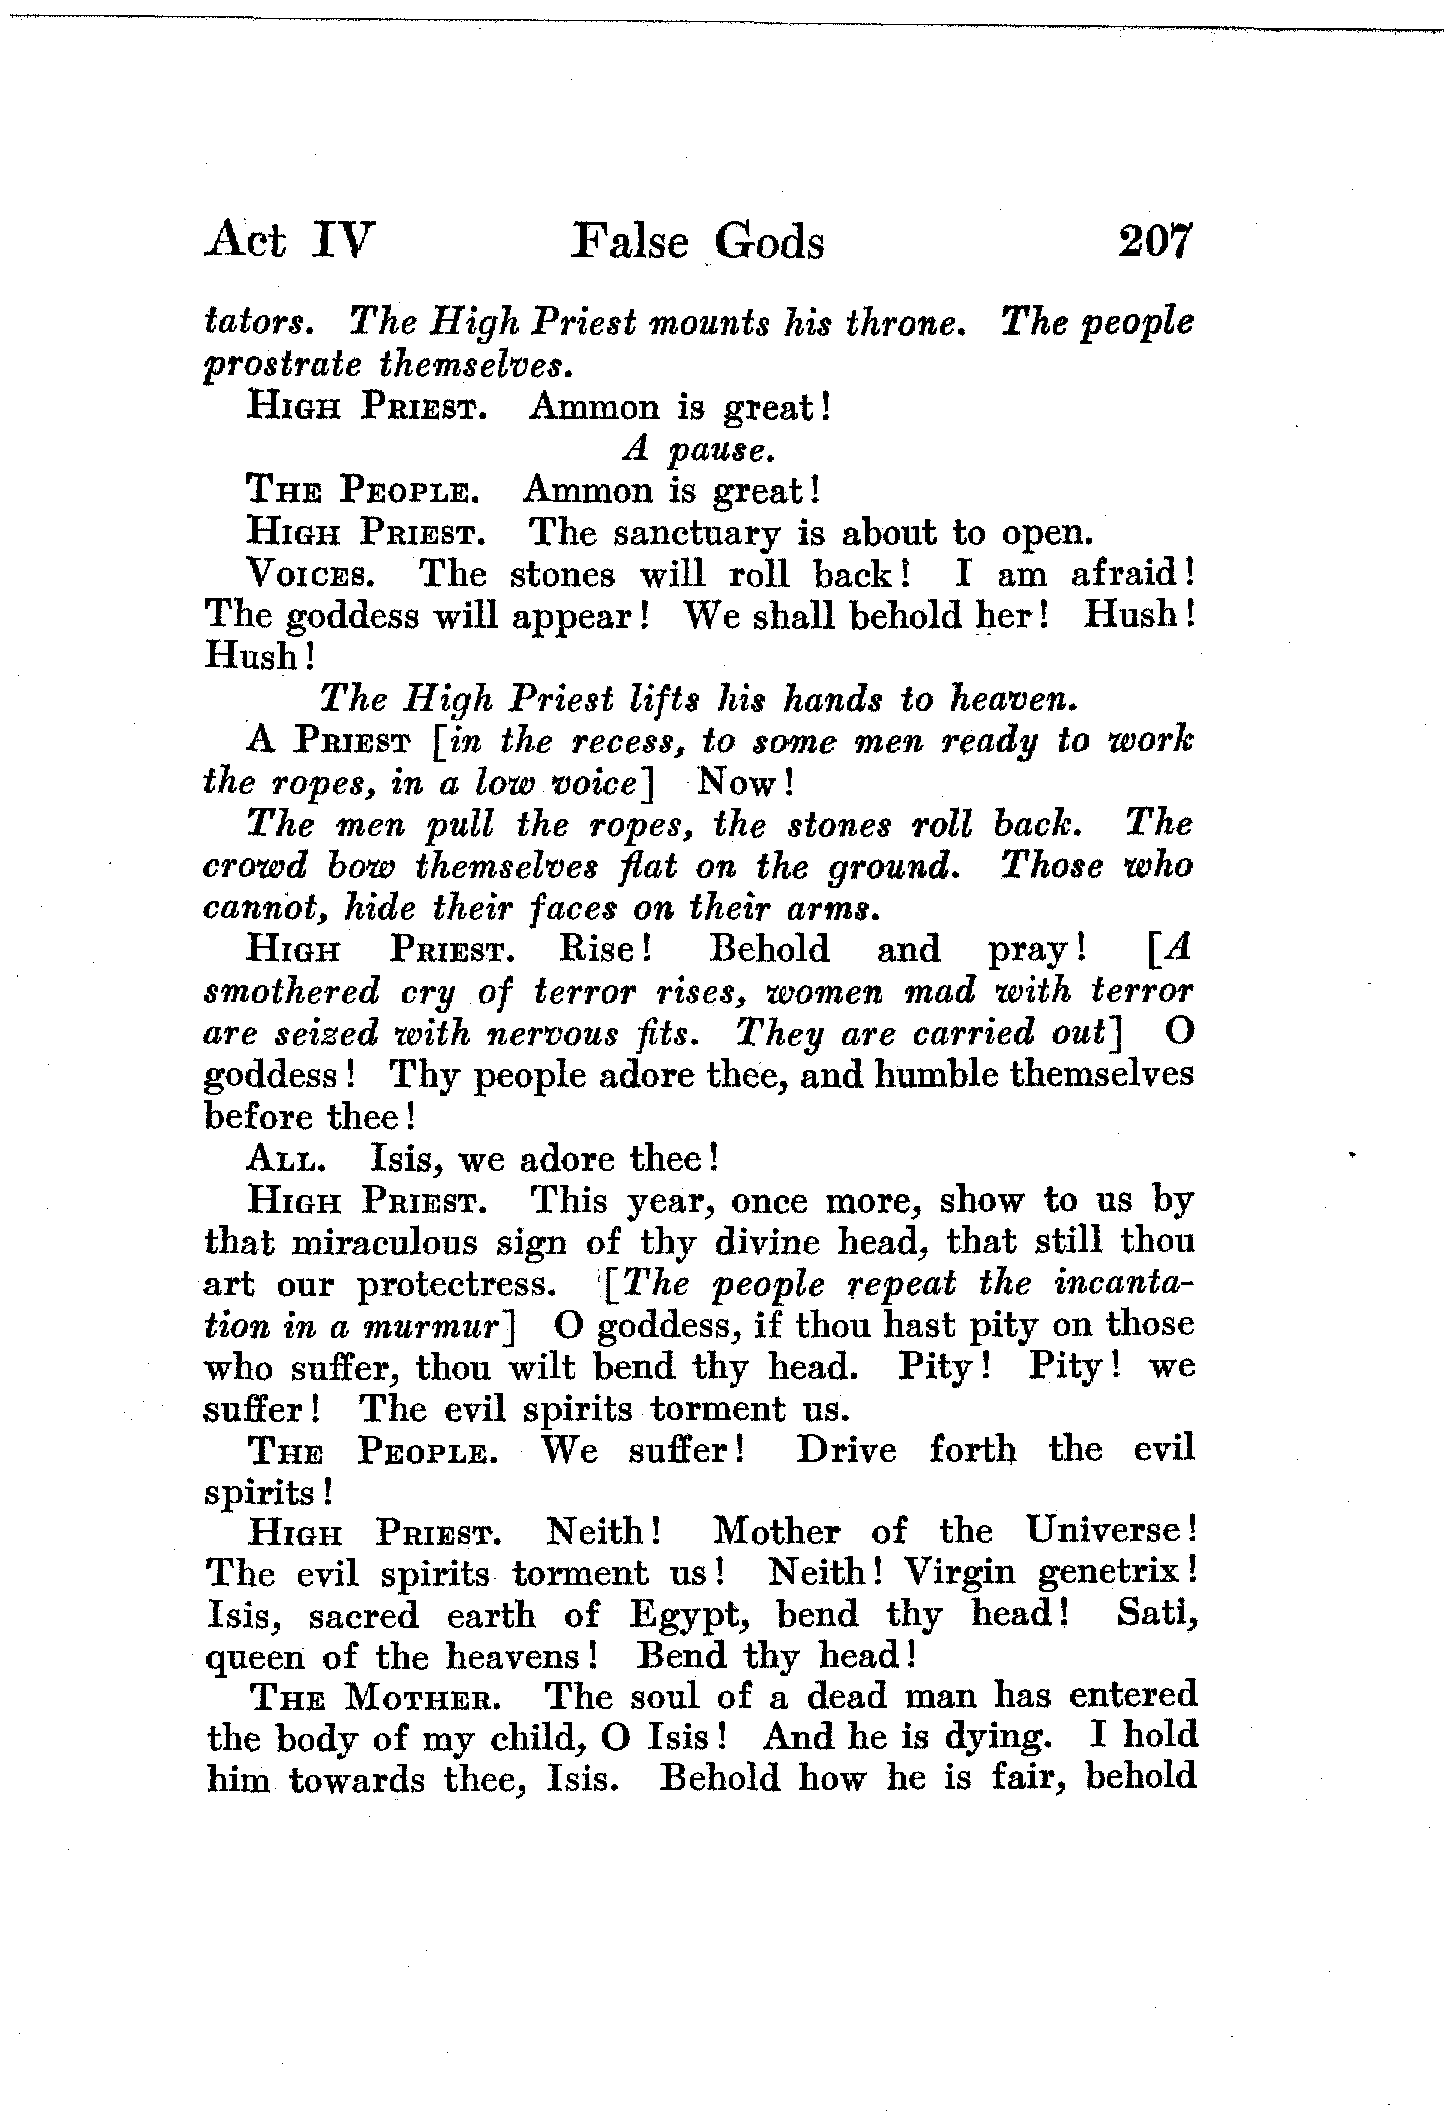 Act IV False Gods 207
tators. The High Priest mounts his throne. The people
prostrate themselves.
HIGH PRIEST. Ammon is great!
A pause.
THE PEOPLE. Ammon is great!
HIGH PRIEST. The sanctuary is about to open.
VOICES. The stones will roll back! I am afraid!
The goddess will appear! We shall behold her! Hush!
Hush!
The High Priest lifts his hands to heaven.
A PRIEST [in the recess, to some men ready to work
the ropes, in a low voice] Now!
The men pull the ropes, the stones roll back. The
crowd bow themselves flat on the ground. Those who
cannot, hide their faces on their arms.
HIGH PRIEST. Rise! Behold and pray! [A
smothered cry of terror rises, women mad with terror
are seized with nervous fits. They are carried out] O
goddess! Thy people adore thee, and humble themselves
before thee!
ALL. Isis, we adore thee!
HIGH PRIEST. This year, once more, show to us by
that miraculous sign of thy divine head, that still thou
art our protectress. [The people repeat the incanta-
tion in a murmur] O goddess, if thou hast pity on those
who suffer, thou wilt bend thy head. Pity! Pity! we
suffer! The evil spirits torment us.
THE PEOPLE. We suffer! Drive forth the evil
spirits!
HIGH PRIEST. Neith! Mother of the Universe!
The evil spirits torment us! Neith! Virgin genetrix!
Isis, sacred earth of Egypt, bend thy head! Sati,
queen of the heavens! Bend thy head!
THE MOTHER. The soul of a dead man has entered
the body of my child, O Isis! And he is dying. I hold
him towards thee, Isis. Behold how he is fair, behold